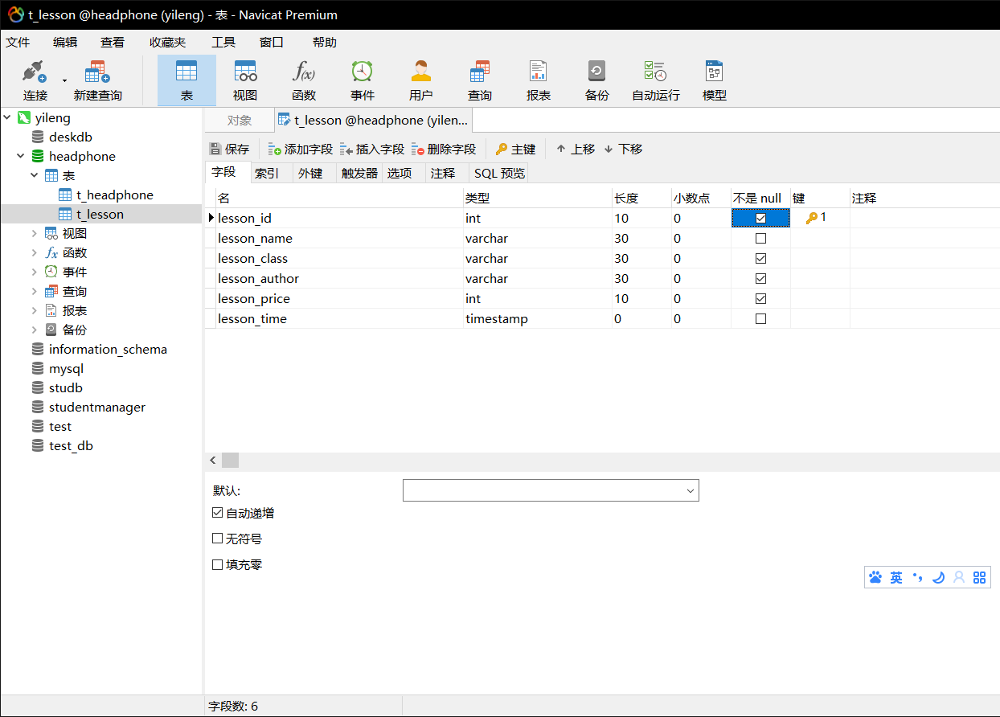 t_lesson @headphone (yileng) - 表 - Navicat Premium
文件 编辑 查看 收藏夹 工具 窗口 帮助
连接 新建查询 表 视图 函数 事件 用户 查询 报表 备份 自动运行 模型
yileng
deskdb
headphone
表
t_headphone
t_lesson
视图
函数
事件
查询
报表
备份
information_schema
mysql
studb
studentmanager
test
test_db
对象 t_lesson @headphone (yilen...
保存 添加字段 插入字段 删除字段 主键 上移 下移
字段 索引 外键 触发器 选项 注释 SQL 预览
名 类型 长度 小数点 不是 null 键 注释
lesson_id int 10 0 1
lesson_name varchar 30 0
lesson_class varchar 30 0
lesson_author varchar 30 0
lesson_price int 10 0
lesson_time timestamp 0 0
默认:
自动递增
无符号
填充零
英
字段数: 6